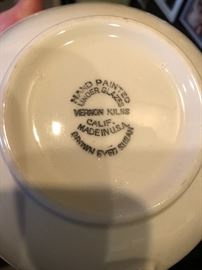 HAND PAINTED
UNDER GLAZE
VERNON KILNS
CALIF.
MADE IN U.S.A.
BROWN EYED SUSAN